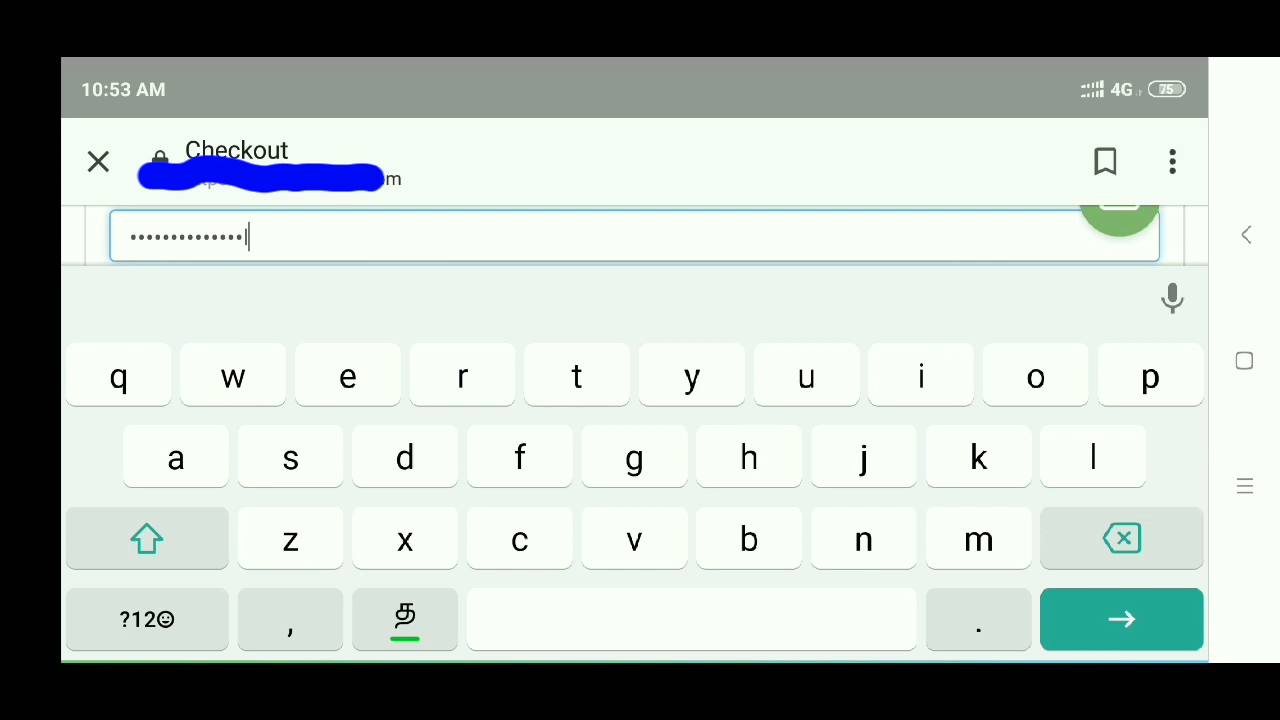 10:53 AM
4G
75
Checkout
m
••••••••••••••l
q w e r t y u i o p
a s d f g h j k l
z x c v b n m
?12☺ , த .